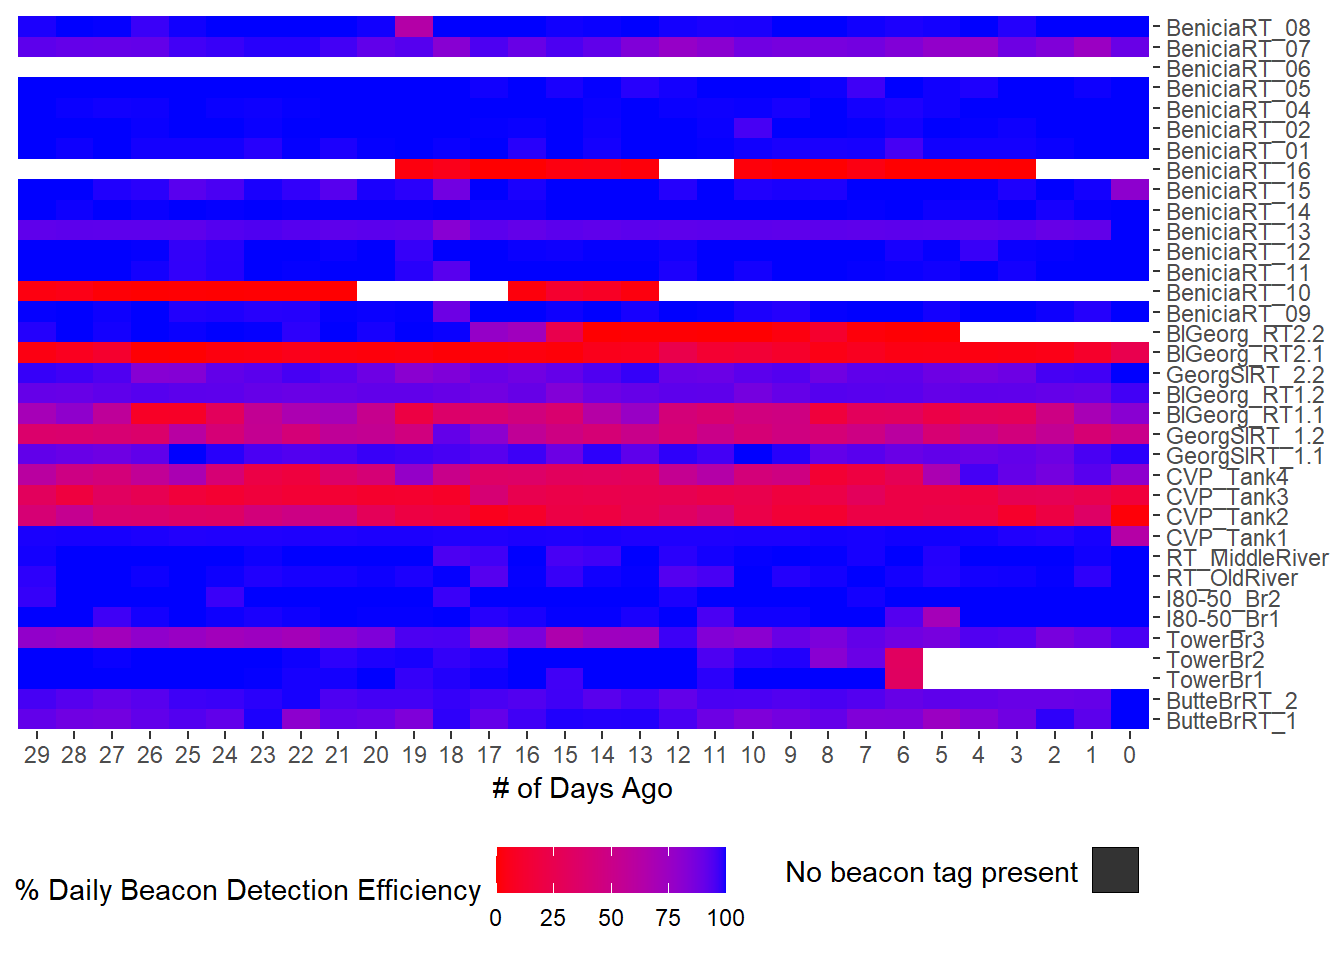 BeniciaRT_08
BeniciaRT_07
BeniciaRT_06
BeniciaRT_05
BeniciaRT_04
BeniciaRT_02
BeniciaRT_01
BeniciaRT_16
BeniciaRT_15
BeniciaRT_14
BeniciaRT_13
BeniciaRT_12
BeniciaRT_11
BeniciaRT_10
BeniciaRT_09
BlGeorg_RT2.2
BlGeorg_RT2.1
GeorgSlRT_2.2
BlGeorg_RT1.2
BlGeorg_RT1.1
GeorgSlRT_1.2
GeorgSlRT_1.1
CVP_Tank4
CVP_Tank3
CVP_Tank2
CVP_Tank1
RT_MiddleRiver
RT_OldRiver
I80-50_Br2
I80-50_Br1
TowerBr3
TowerBr2
TowerBr1
ButteBrRT_2
ButteBrRT_1
29 28 27 26 25 24 23 22 21 20 19 18 17 16 15 14 13 12 11 10 9 8 7 6 5 4 3 2 1 0
# of Days Ago
% Daily Beacon Detection Efficiency
0 25 50 75 100
No beacon tag present